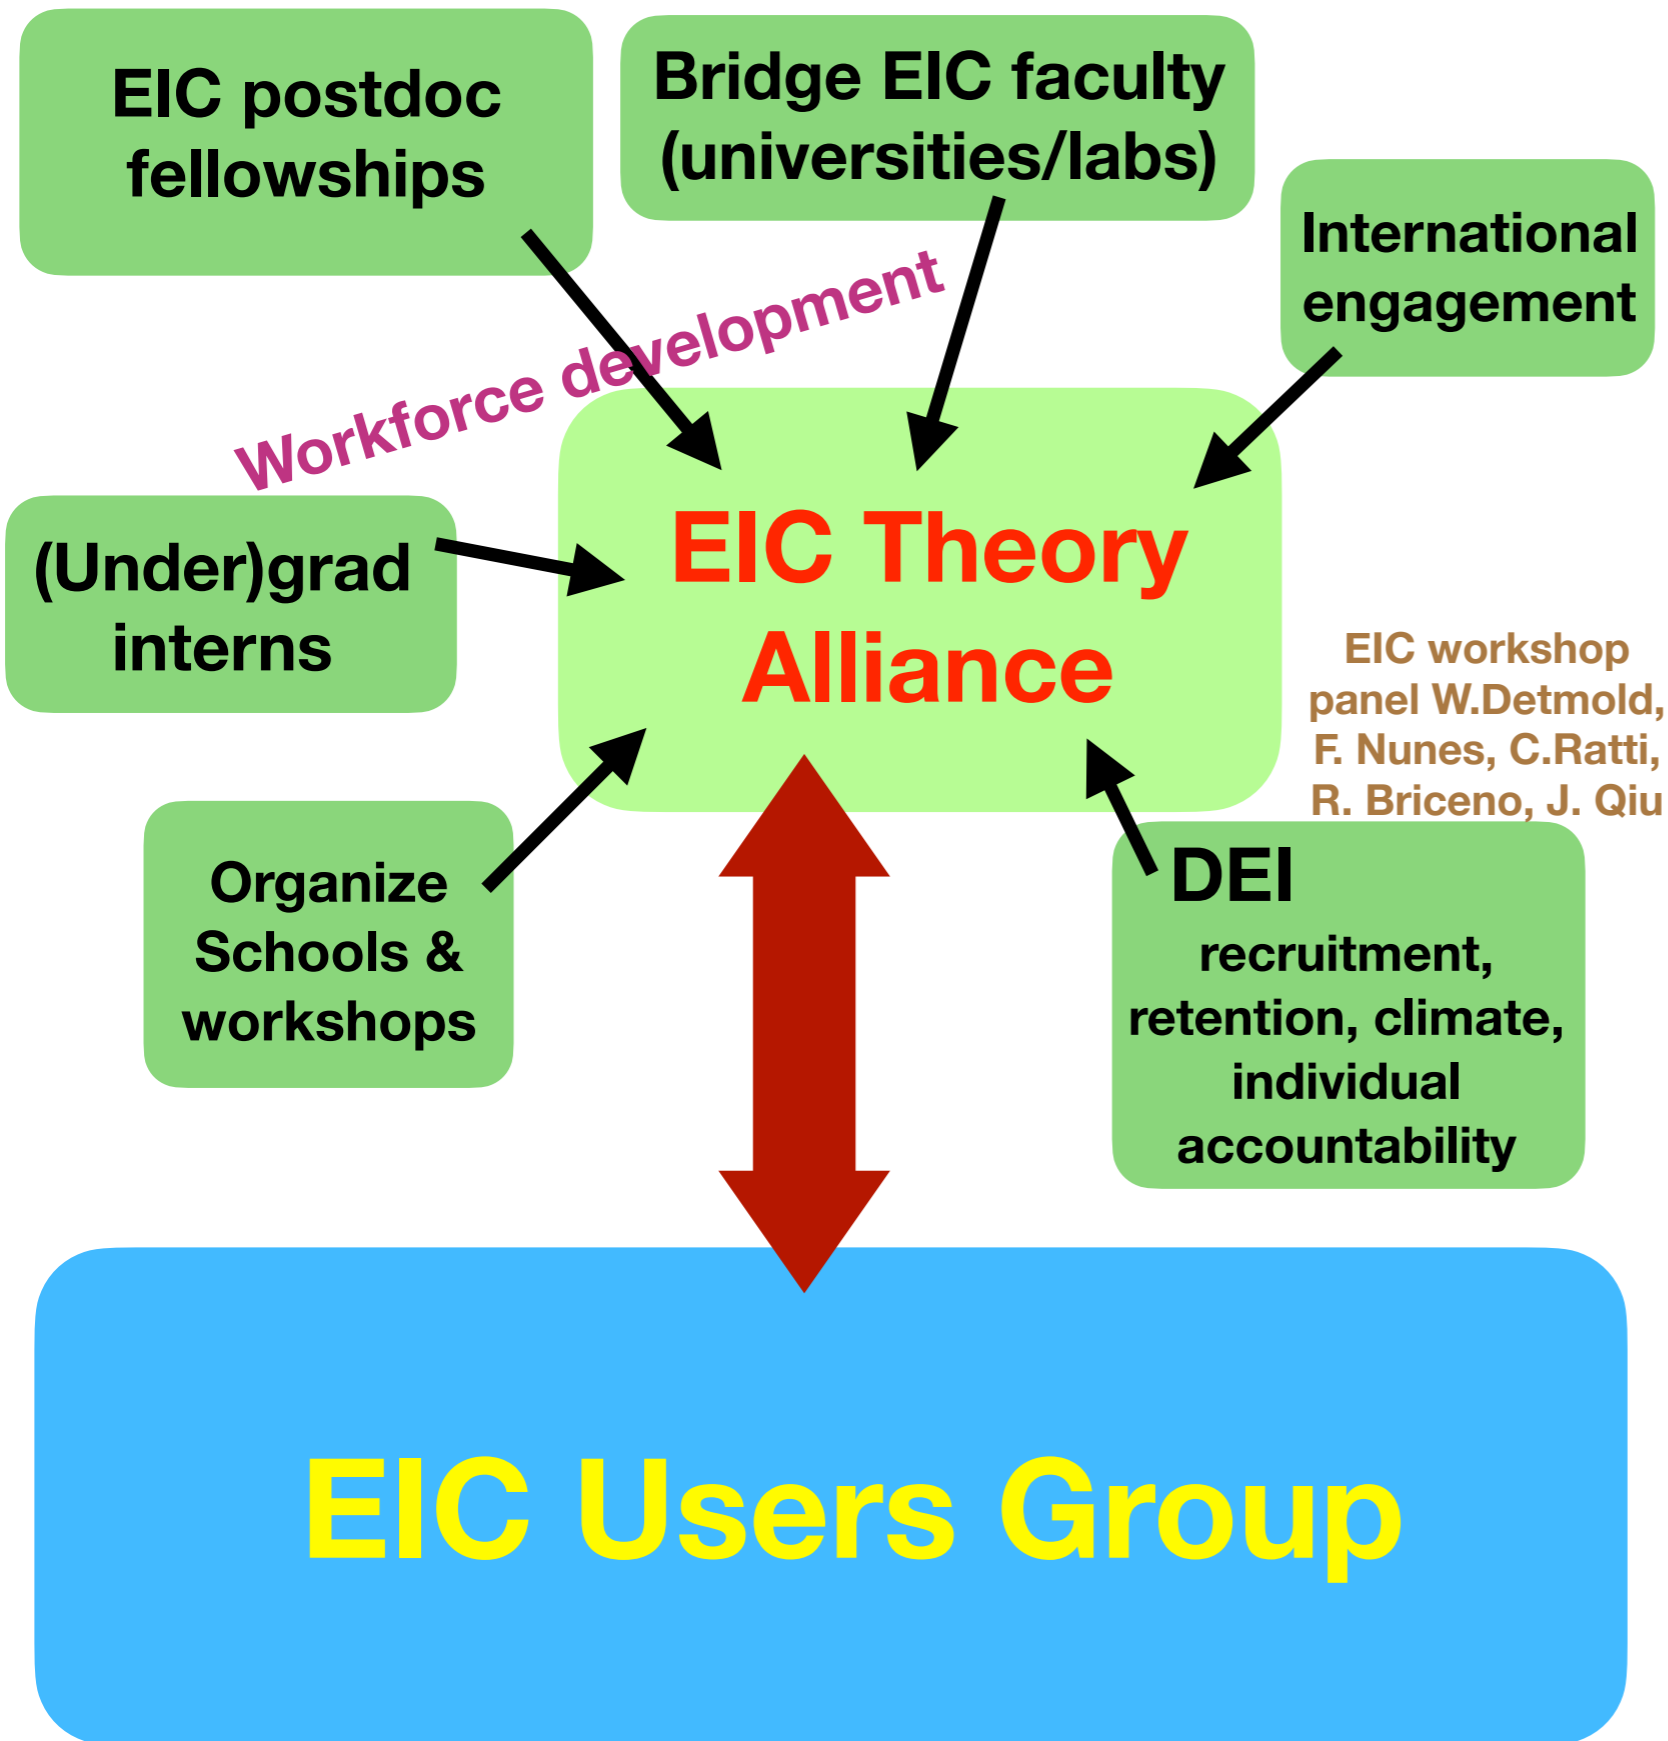 EIC postdoc
fellowships
Bridge EIC faculty
(universities/labs)
International
engagement
Workforce development
(Under)grad
interns
EIC Theory
Alliance
EIC workshop
panel W.Detmold,
F. Nunes, C.Ratti,
R. Briceno, J. Qiu
Organize
Schools &
workshops
DEI
recruitment,
retention, climate,
individual
accountability
EIC Users Group